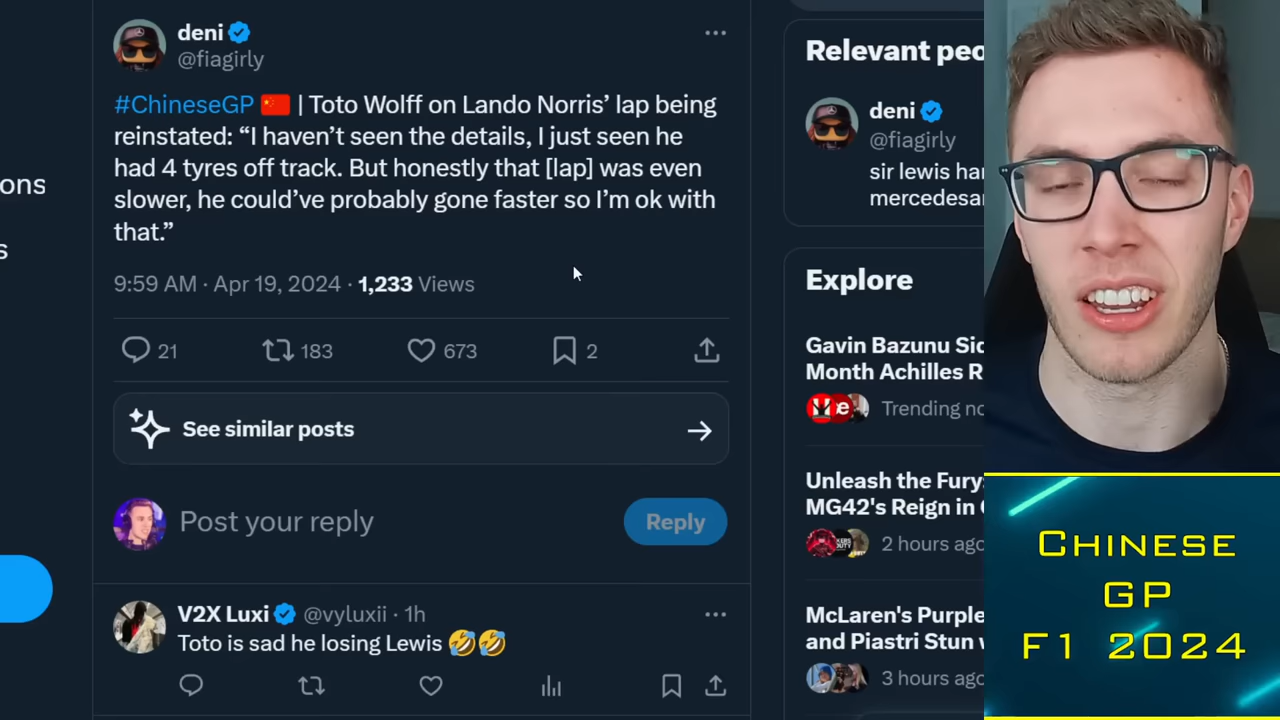 deni
@fiagirly
#ChineseGP 🇨🇳 | Toto Wolff on Lando Norris’ lap being
reinstated: “I haven’t seen the details, I just seen he
had 4 tyres off track. But honestly that [lap] was even
slower, he could’ve probably gone faster so I’m ok with
that.”
9:59 AM · Apr 19, 2024 · 1,233 Views
21 183 673 2
See similar posts
Post your reply
Reply
V2X Luxi @vyluxii · 1h
Toto is sad he losing Lewis 🤣🤣
ons
s
Relevant peo
deni
@fiagirly
sir lewis har
mercedesar
Explore
Gavin Bazunu Sid
Month Achilles R
Trending no
Unleash the Fury:
MG42's Reign in C
2 hours ago
McLaren's Purple
and Piastri Stun w
3 hours ago
CHINESE
GP
F1 2024